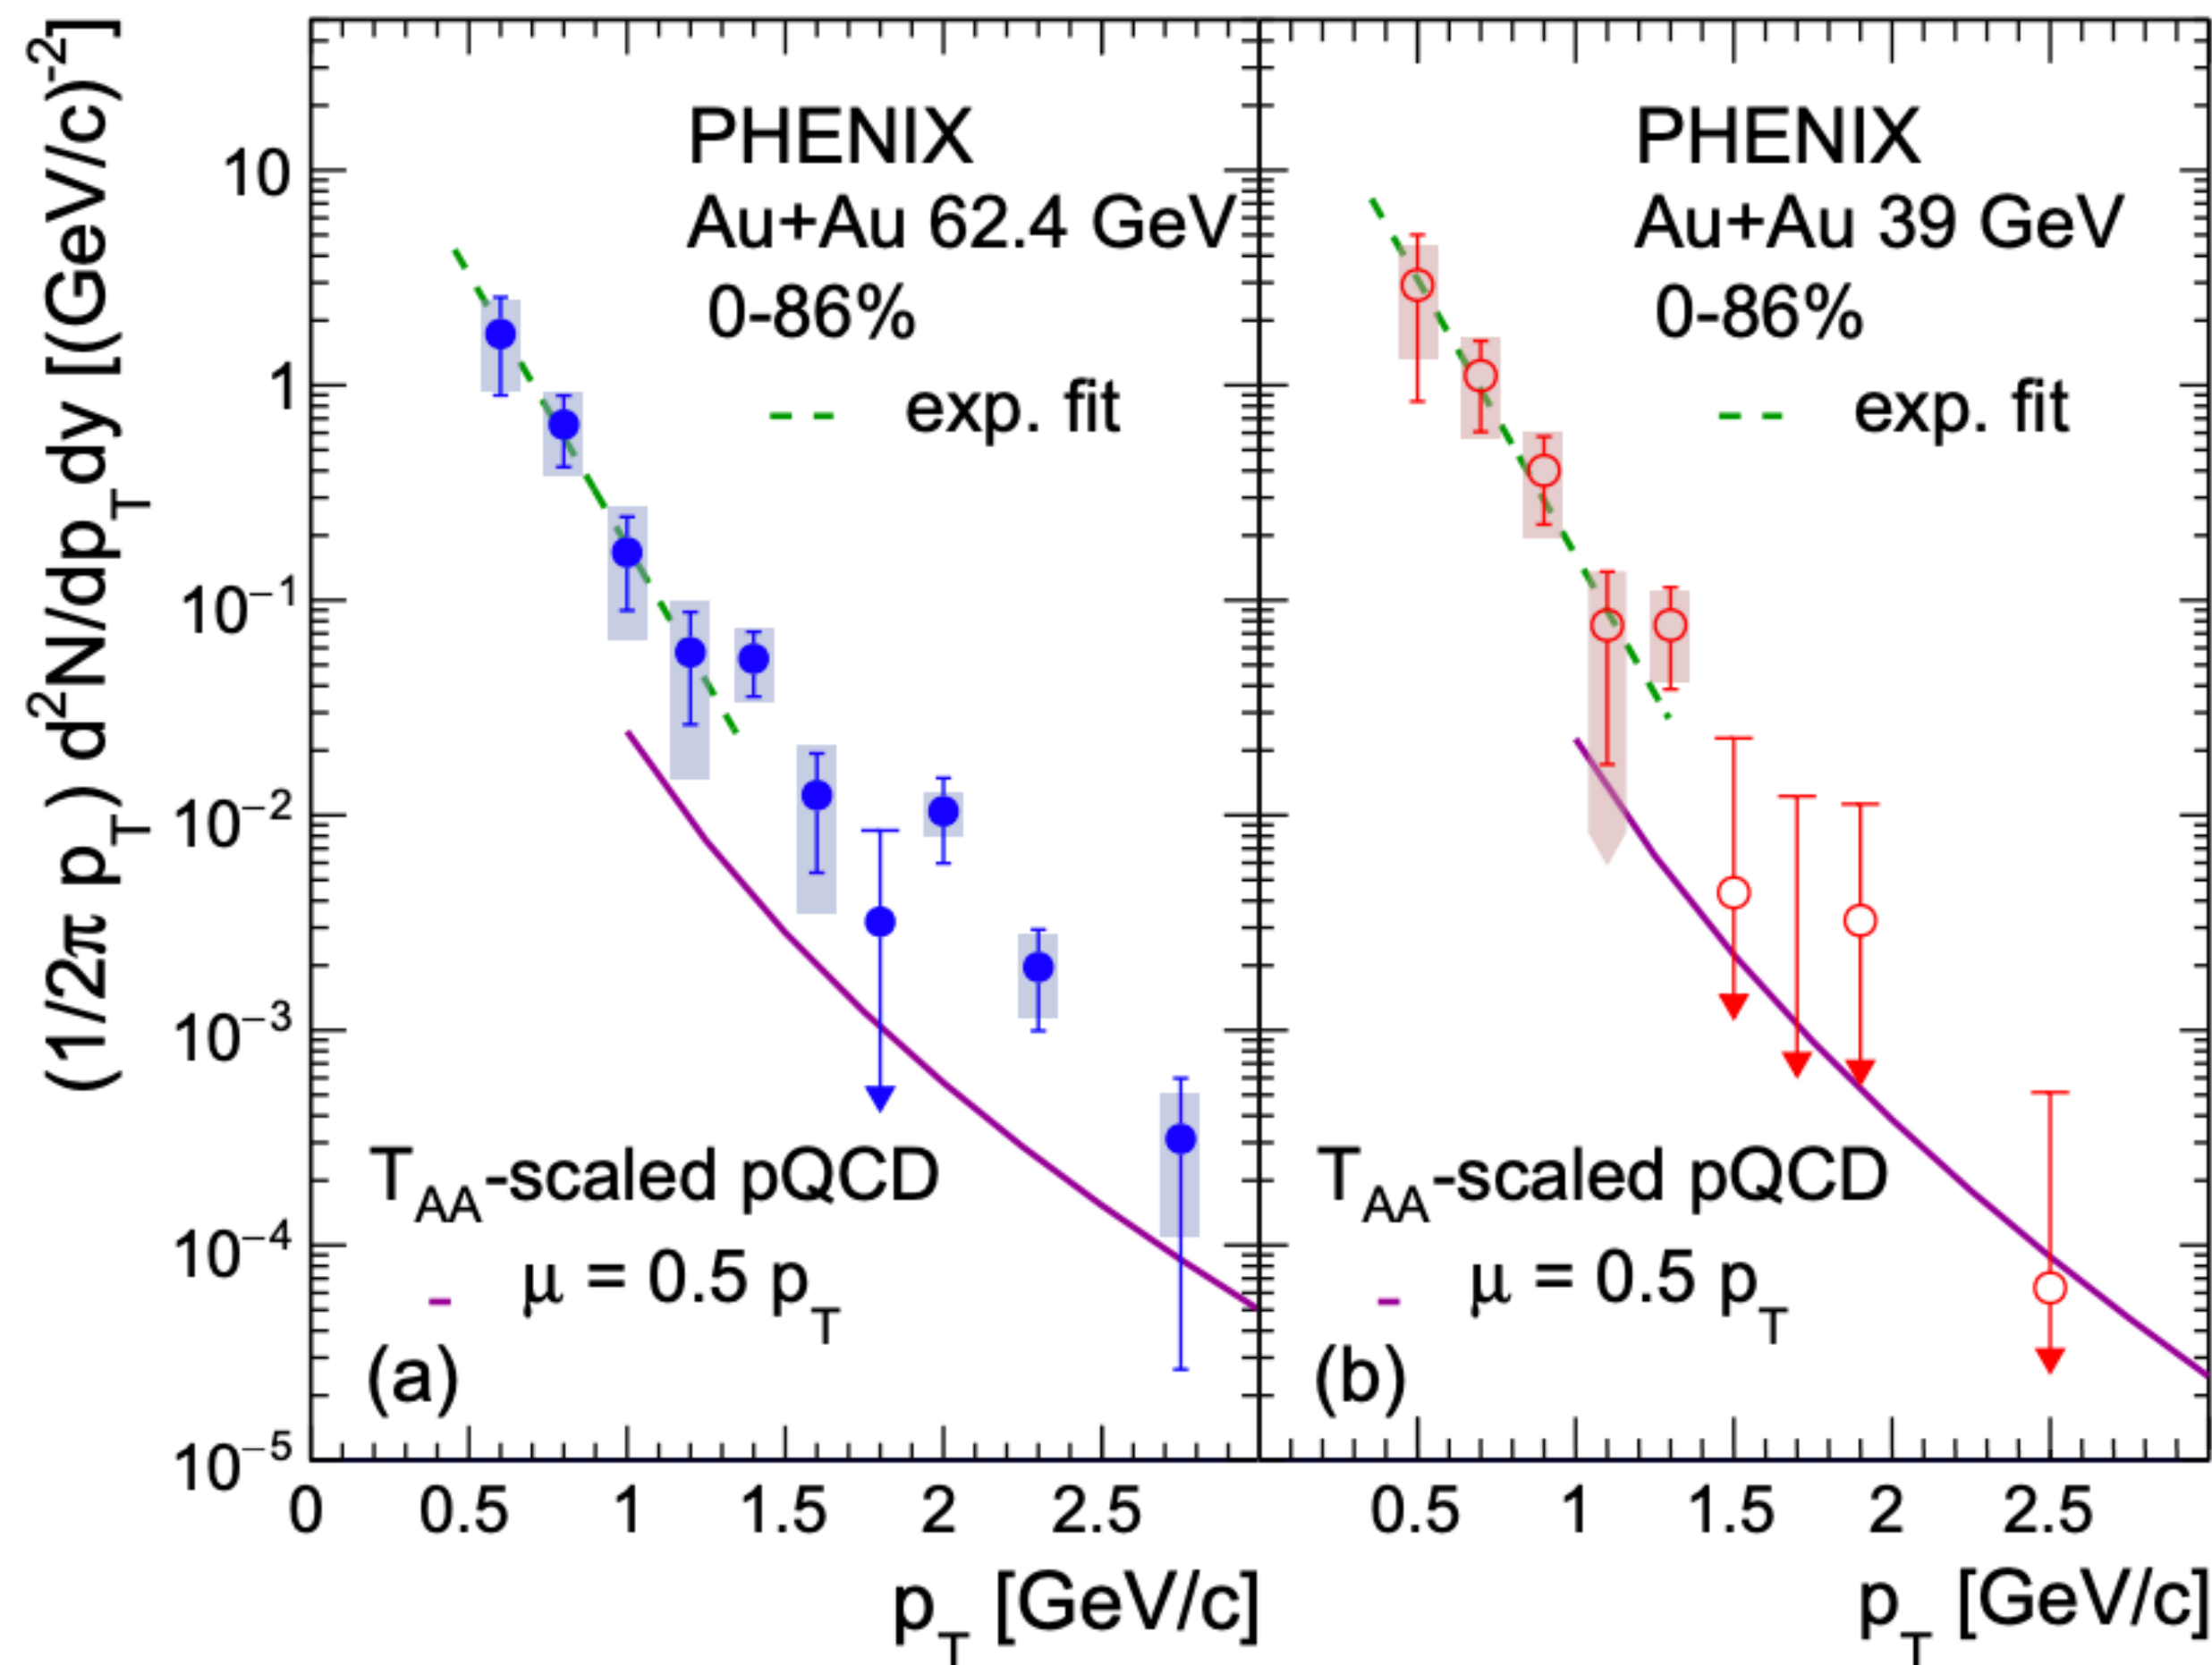 (1/2π p_T) d²N/dp_Tdy [(GeV/c)⁻²]
10
1
10⁻¹
10⁻²
10⁻³
10⁻⁴
10⁻⁵
PHENIX
Au+Au 62.4 GeV
0-86%
exp. fit
T_AA-scaled pQCD
μ = 0.5 p_T
(a)
0 0.5 1 1.5 2 2.5
p_T [GeV/c]
PHENIX
Au+Au 39 GeV
0-86%
exp. fit
T_AA-scaled pQCD
μ = 0.5 p_T
(b)
0.5 1 1.5 2 2.5
p_T [GeV/c]